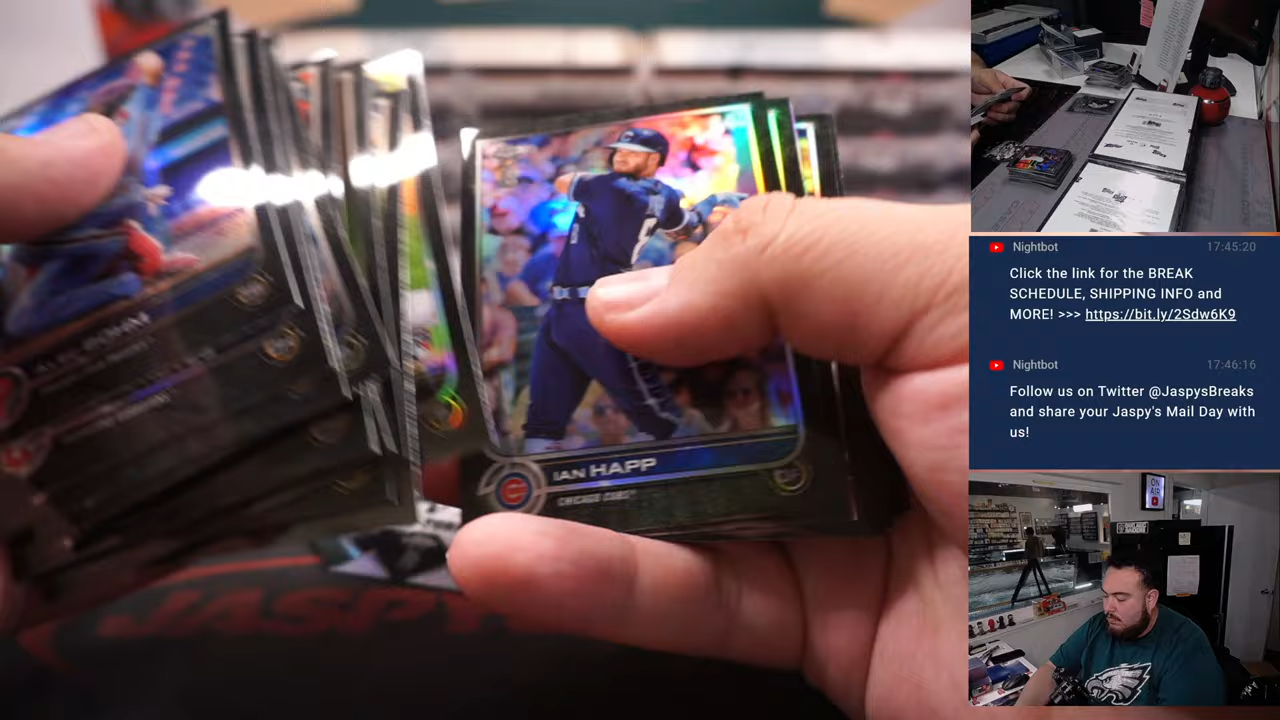 IAN HAPP
CHICAGO CUBS
JASPY
Nightbot
17:45:20
Click the link for the BREAK
SCHEDULE, SHIPPING INFO and
MORE! >>> https://bit.ly/2Sdw6K9
Nightbot
17:46:16
Follow us on Twitter @JaspysBreaks
and share your Jaspy's Mail Day with
us!
ON
AIR